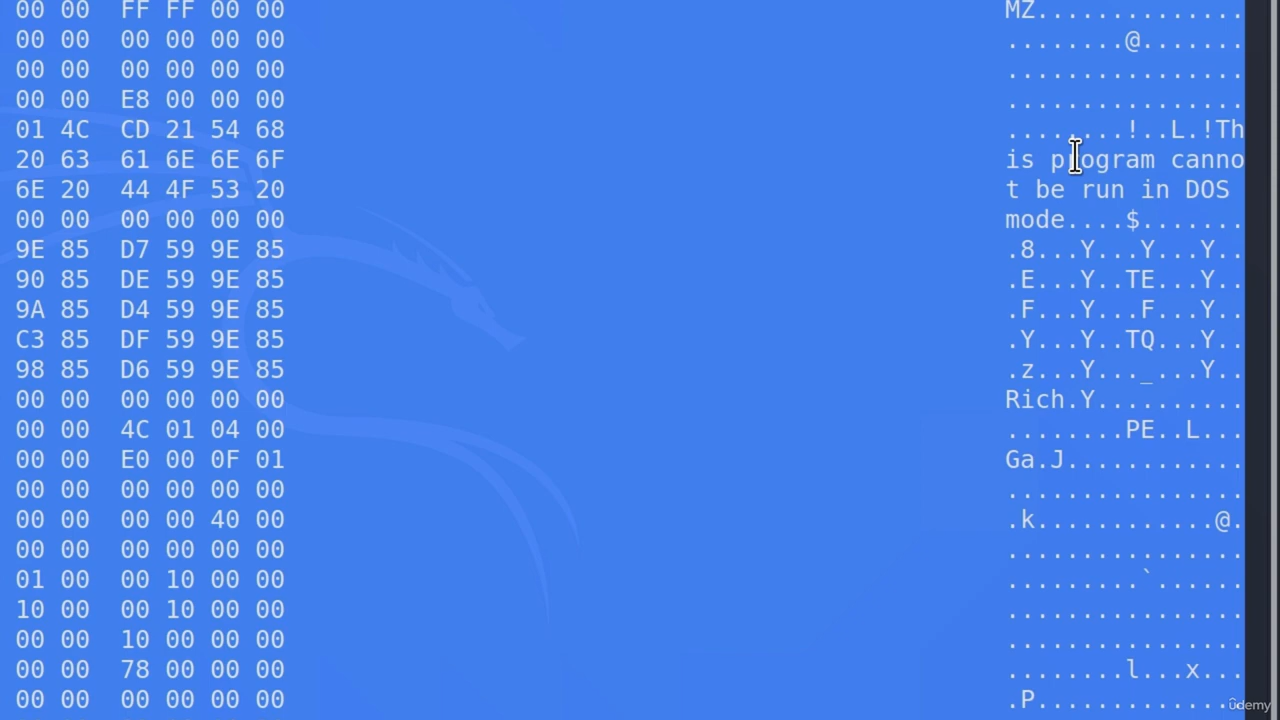 00 00 FF FF 00 00 MZ..............
00 00 00 00 00 00 ........@.......
00 00 00 00 00 00 ................
00 00 E8 00 00 00 ................
01 4C CD 21 54 68 ........!..L.!Th
20 63 61 6E 6E 6F is program canno
6E 20 44 4F 53 20 t be run in DOS
00 00 00 00 00 00 mode....$.......
9E 85 D7 59 9E 85 .8...Y...Y...Y..
90 85 DE 59 9E 85 .E...Y..TE...Y..
9A 85 D4 59 9E 85 .F...Y...F...Y..
C3 85 DF 59 9E 85 .Y...Y..TQ...Y..
98 85 D6 59 9E 85 .z...Y..._...Y..
00 00 00 00 00 00 Rich.Y..........
00 00 4C 01 04 00 ........PE..L...
00 00 E0 00 0F 01 Ga.J............
00 00 00 00 00 00 ................
00 00 00 00 40 00 .k............@.
00 00 00 00 00 00 ................
01 00 00 10 00 00 .........`......
10 00 00 10 00 00 ................
00 00 10 00 00 00 ................
00 00 78 00 00 00 ........l...x...
00 00 00 00 00 00 .P..............
ûdemy